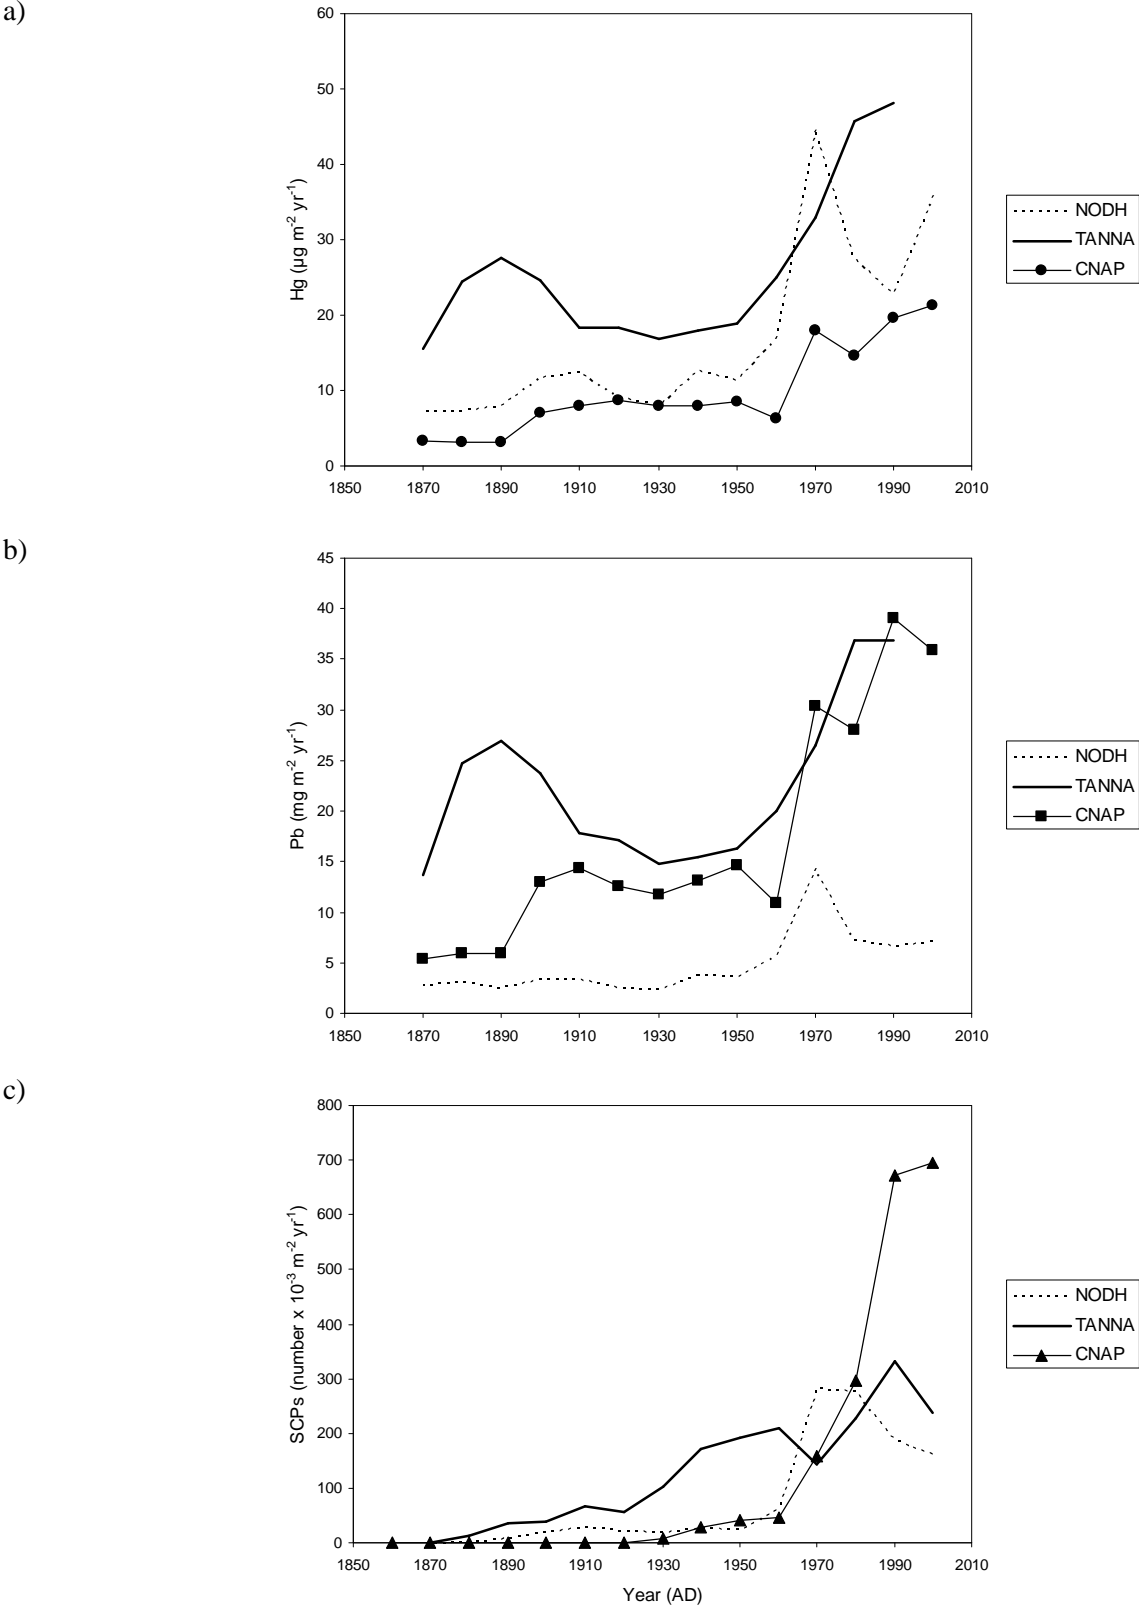 a)
60
50
40
30
20
10
0
Hg (µg m-2 yr-1)
1850 1870 1890 1910 1930 1950 1970 1990 2010
NODH
TANNA
CNAP
b)
45
40
35
30
25
20
15
10
5
0
Pb (mg m-2 yr-1)
1850 1870 1890 1910 1930 1950 1970 1990 2010
NODH
TANNA
CNAP
c)
800
700
600
500
400
300
200
100
0
SCPs (number x 10-3 m-2 yr-1)
1850 1870 1890 1910 1930 1950 1970 1990 2010
Year (AD)
NODH
TANNA
CNAP